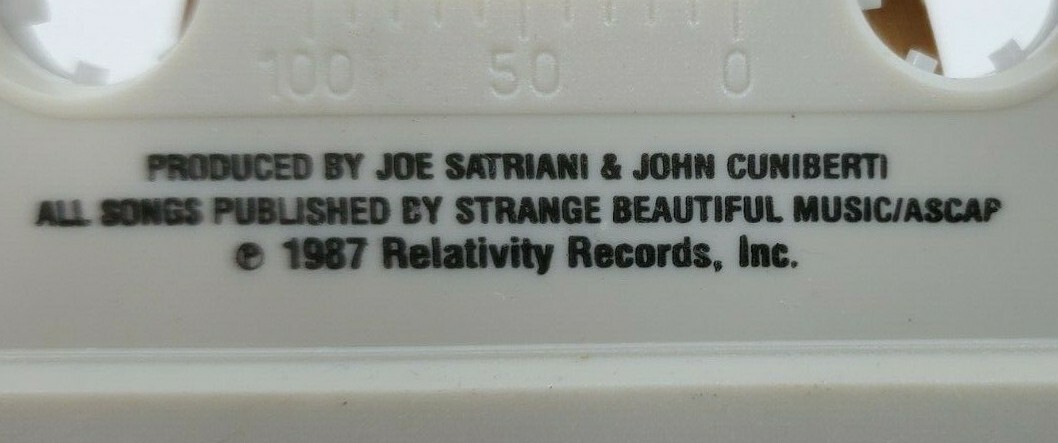 100 50 0
PRODUCED BY JOE SATRIANI & JOHN CUNIBERTI
ALL SONGS PUBLISHED BY STRANGE BEAUTIFUL MUSIC/ASCAP
℗ 1987 Relativity Records, Inc.